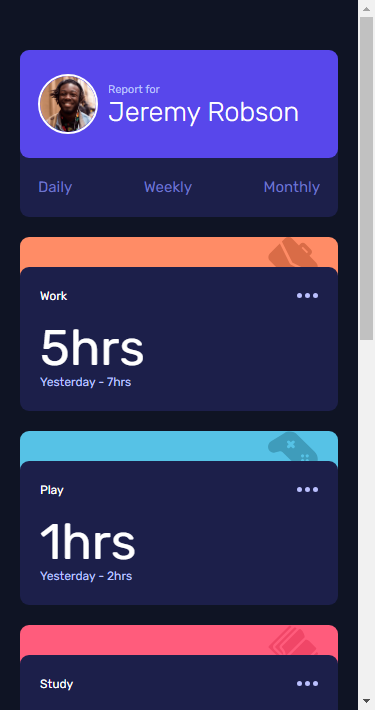 Report for
Jeremy Robson
Daily
Weekly
Monthly
Work
5hrs
Yesterday - 7hrs
Play
1hrs
Yesterday - 2hrs
Study